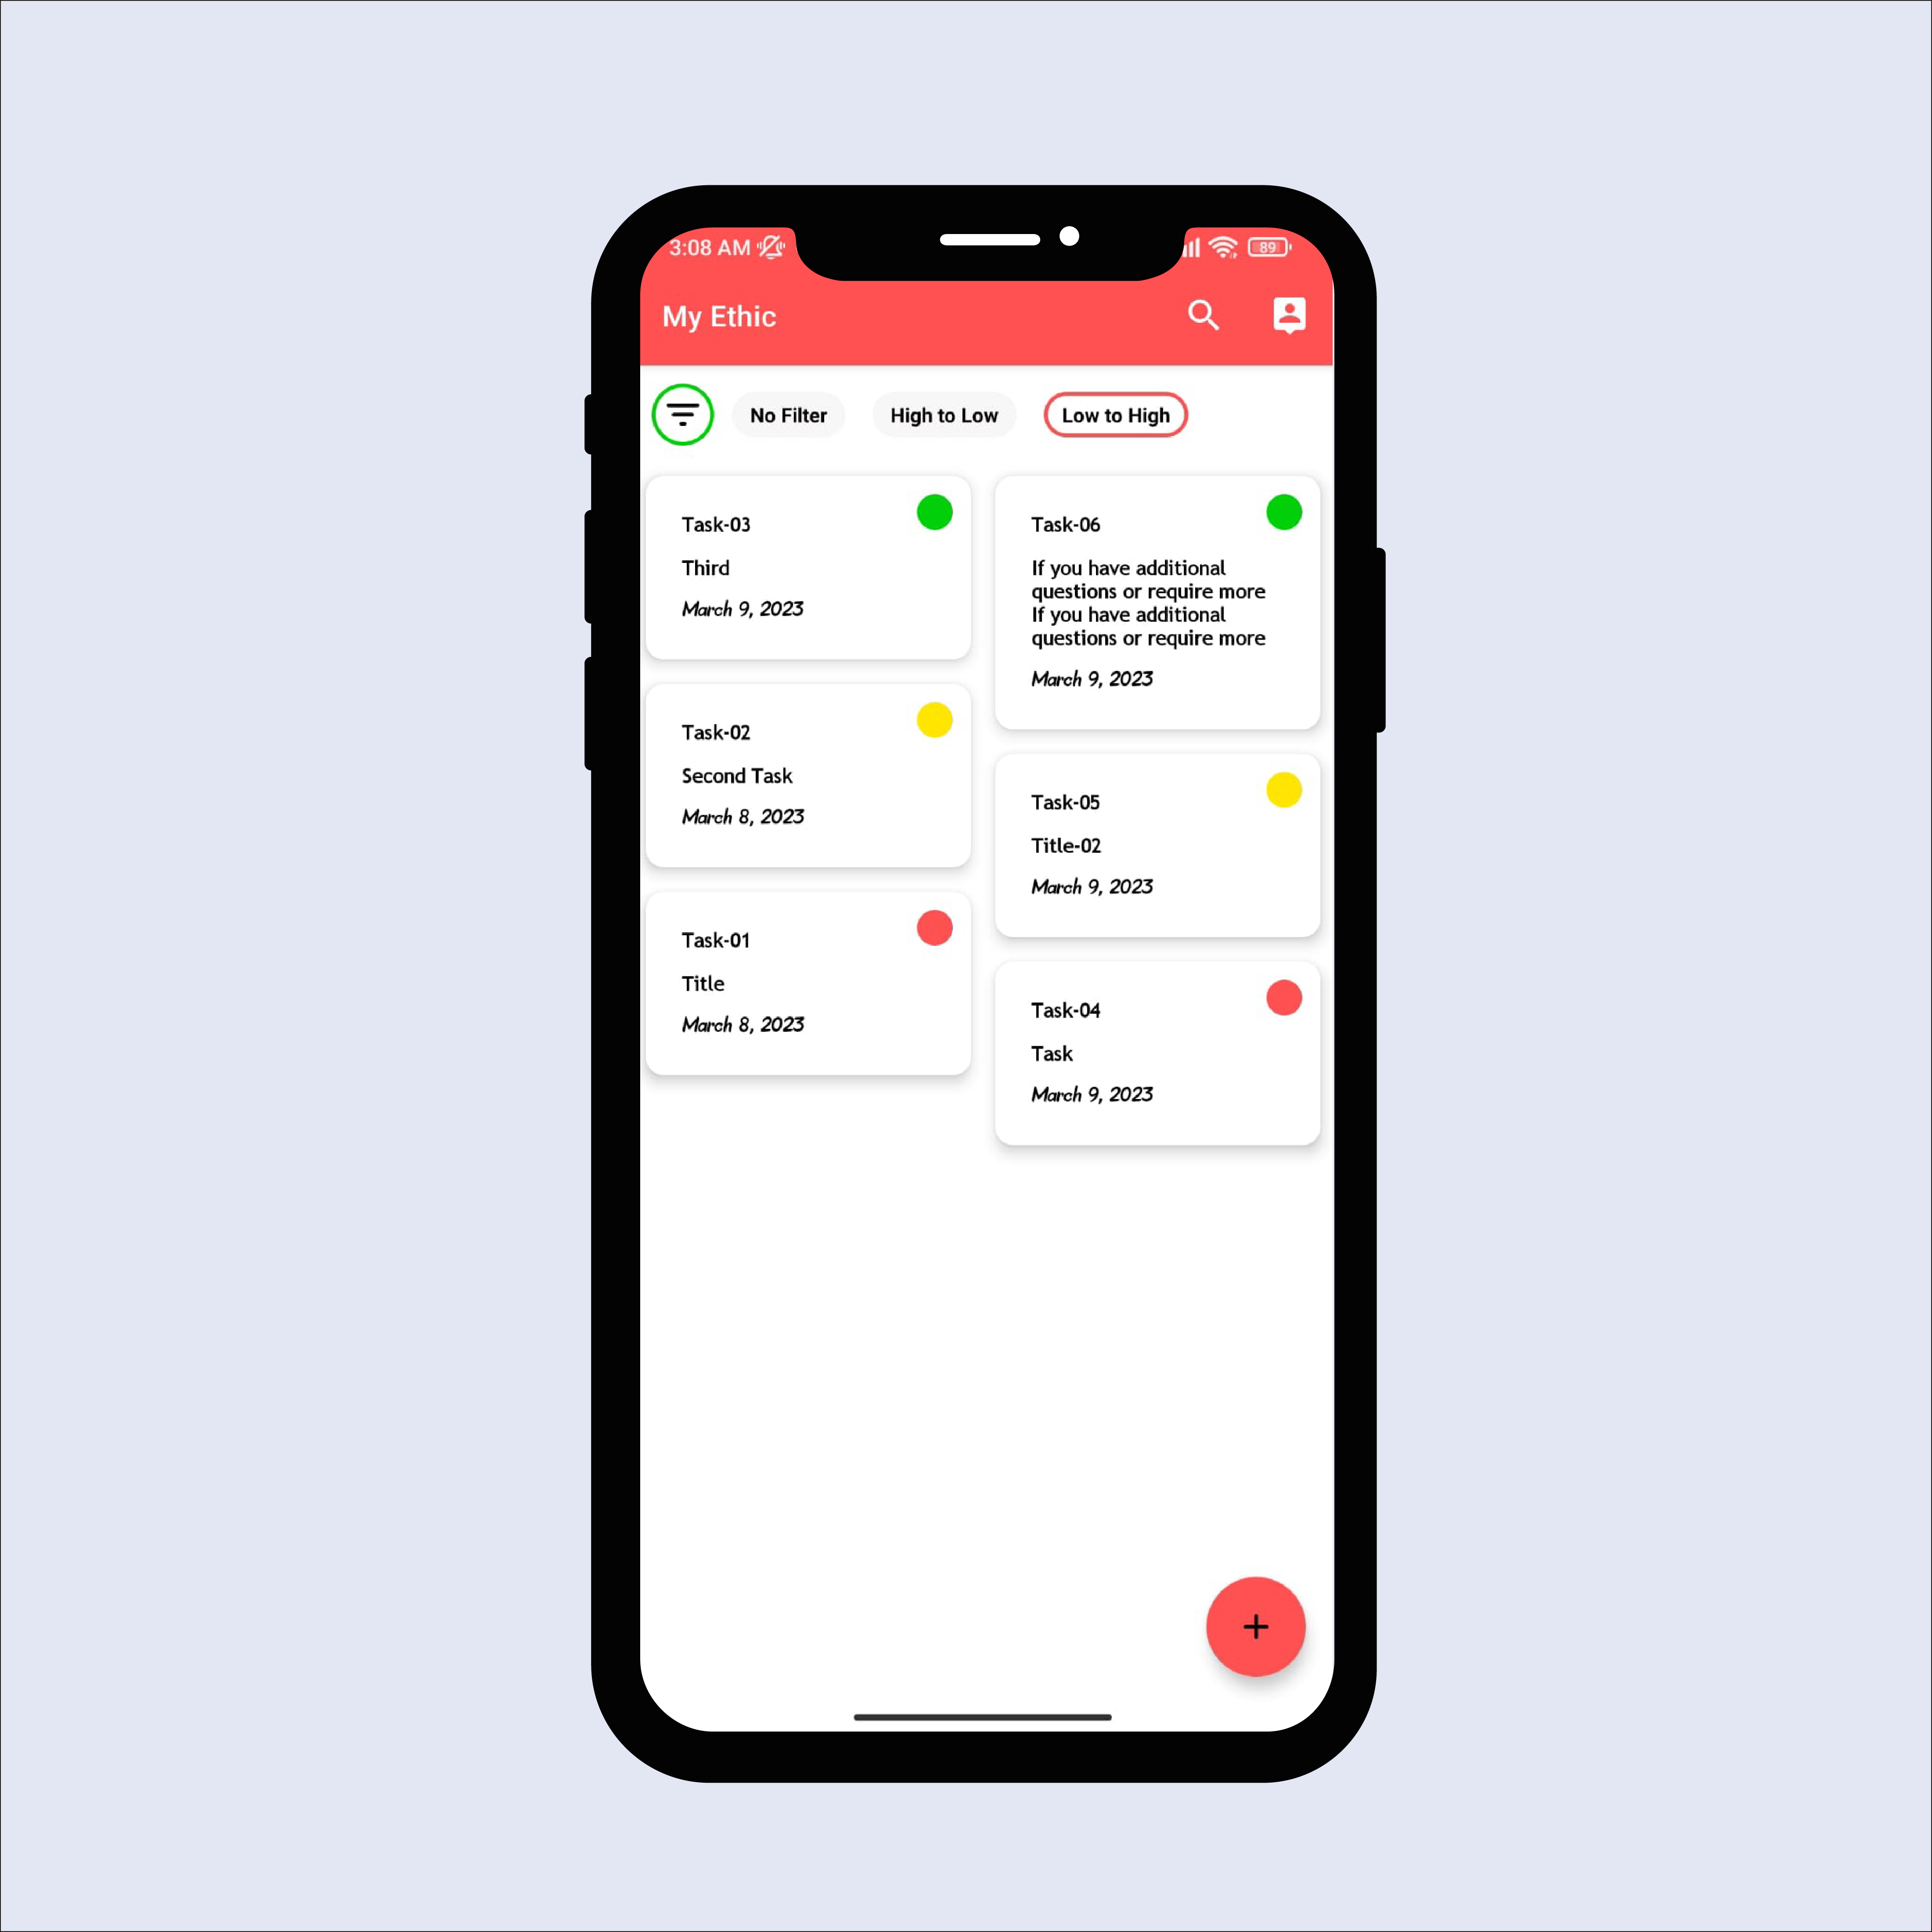 3:08 AM
89
My Ethic
No Filter
High to Low
Low to High
Task-03
Third
March 9, 2023
Task-06
If you have additional
questions or require more
If you have additional
questions or require more
March 9, 2023
Task-02
Second Task
March 8, 2023
Task-05
Title-02
March 9, 2023
Task-01
Title
March 8, 2023
Task-04
Task
March 9, 2023